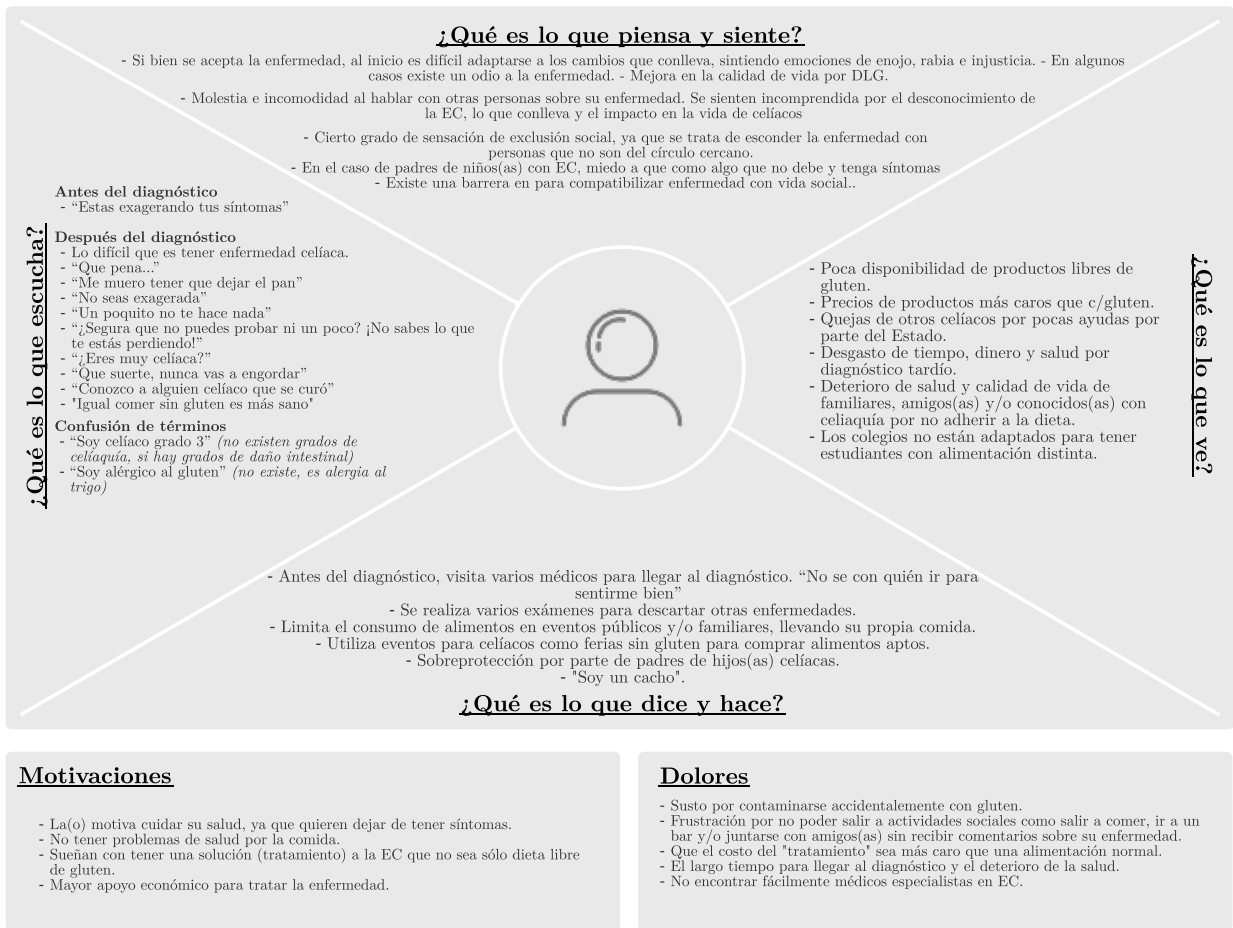 ¿Qué es lo que piensa y siente?
- Si bien se acepta la enfermedad, al inicio es difícil adaptarse a los cambios que conlleva, sintiendo emociones de enojo, rabia e injusticia. - En algunos
casos existe un odio a la enfermedad. - Mejora en la calidad de vida por DLG.
- Molestia e incomodidad al hablar con otras personas sobre su enfermedad. Se sienten incomprendida por el desconocimiento de
la EC, lo que conlleva y el impacto en la vida de celíacos
- Cierto grado de sensación de exclusión social, ya que se trata de esconder la enfermedad con
personas que no son del círculo cercano.
- En el caso de padres de niños(as) con EC, miedo a que como algo que no debe y tenga síntomas
- Existe una barrera en para compatibilizar enfermedad con vida social..
¿Qué es lo que escucha?
Antes del diagnóstico
- “Estas exagerando tus síntomas”
Después del diagnóstico
- Lo difícil que es tener enfermedad celíaca.
- “Que pena...”
- “Me muero tener que dejar el pan”
- “No seas exagerada”
- “Un poquito no te hace nada”
- “¿Segura que no puedes probar ni un poco? ¡No sabes lo que
te estás perdiendo!”
- “¿Eres muy celíaca?”
- “Que suerte, nunca vas a engordar”
- “Conozco a alguien celíaco que se curó”
- "Igual comer sin gluten es más sano"
Confusión de términos
- “Soy celíaco grado 3” (no existen grados de
celíaquía, si hay grados de daño intestinal)
- “Soy alérgico al gluten” (no existe, es alergia al
trigo)
¿Qué es lo que ve?
- Poca disponibilidad de productos libres de
gluten.
- Precios de productos más caros que c/gluten.
- Quejas de otros celíacos por pocas ayudas por
parte del Estado.
- Desgasto de tiempo, dinero y salud por
diagnóstico tardío.
- Deterioro de salud y calidad de vida de
familiares, amigos(as) y/o conocidos(as) con
celiaquía por no adherir a la dieta.
- Los colegios no están adaptados para tener
estudiantes con alimentación distinta.
- Antes del diagnóstico, visita varios médicos para llegar al diagnóstico. “No se con quién ir para
sentirme bien”
- Se realiza varios exámenes para descartar otras enfermedades.
- Limita el consumo de alimentos en eventos públicos y/o familiares, llevando su propia comida.
- Utiliza eventos para celíacos como ferias sin gluten para comprar alimentos aptos.
- Sobreprotección por parte de padres de hijos(as) celíacas.
- "Soy un cacho".
¿Qué es lo que dice y hace?
Motivaciones
- La(o) motiva cuidar su salud, ya que quieren dejar de tener síntomas.
- No tener problemas de salud por la comida.
- Sueñan con tener una solución (tratamiento) a la EC que no sea sólo dieta libre
de gluten.
- Mayor apoyo económico para tratar la enfermedad.
Dolores
- Susto por contaminarse accidentalemente con gluten.
- Frustración por no poder salir a actividades sociales como salir a comer, ir a un
bar y/o juntarse con amigos(as) sin recibir comentarios sobre su enfermedad.
- Que el costo del "tratamiento" sea más caro que una alimentación normal.
- El largo tiempo para llegar al diagnóstico y el deterioro de la salud.
- No encontrar fácilmente médicos especialistas en EC.